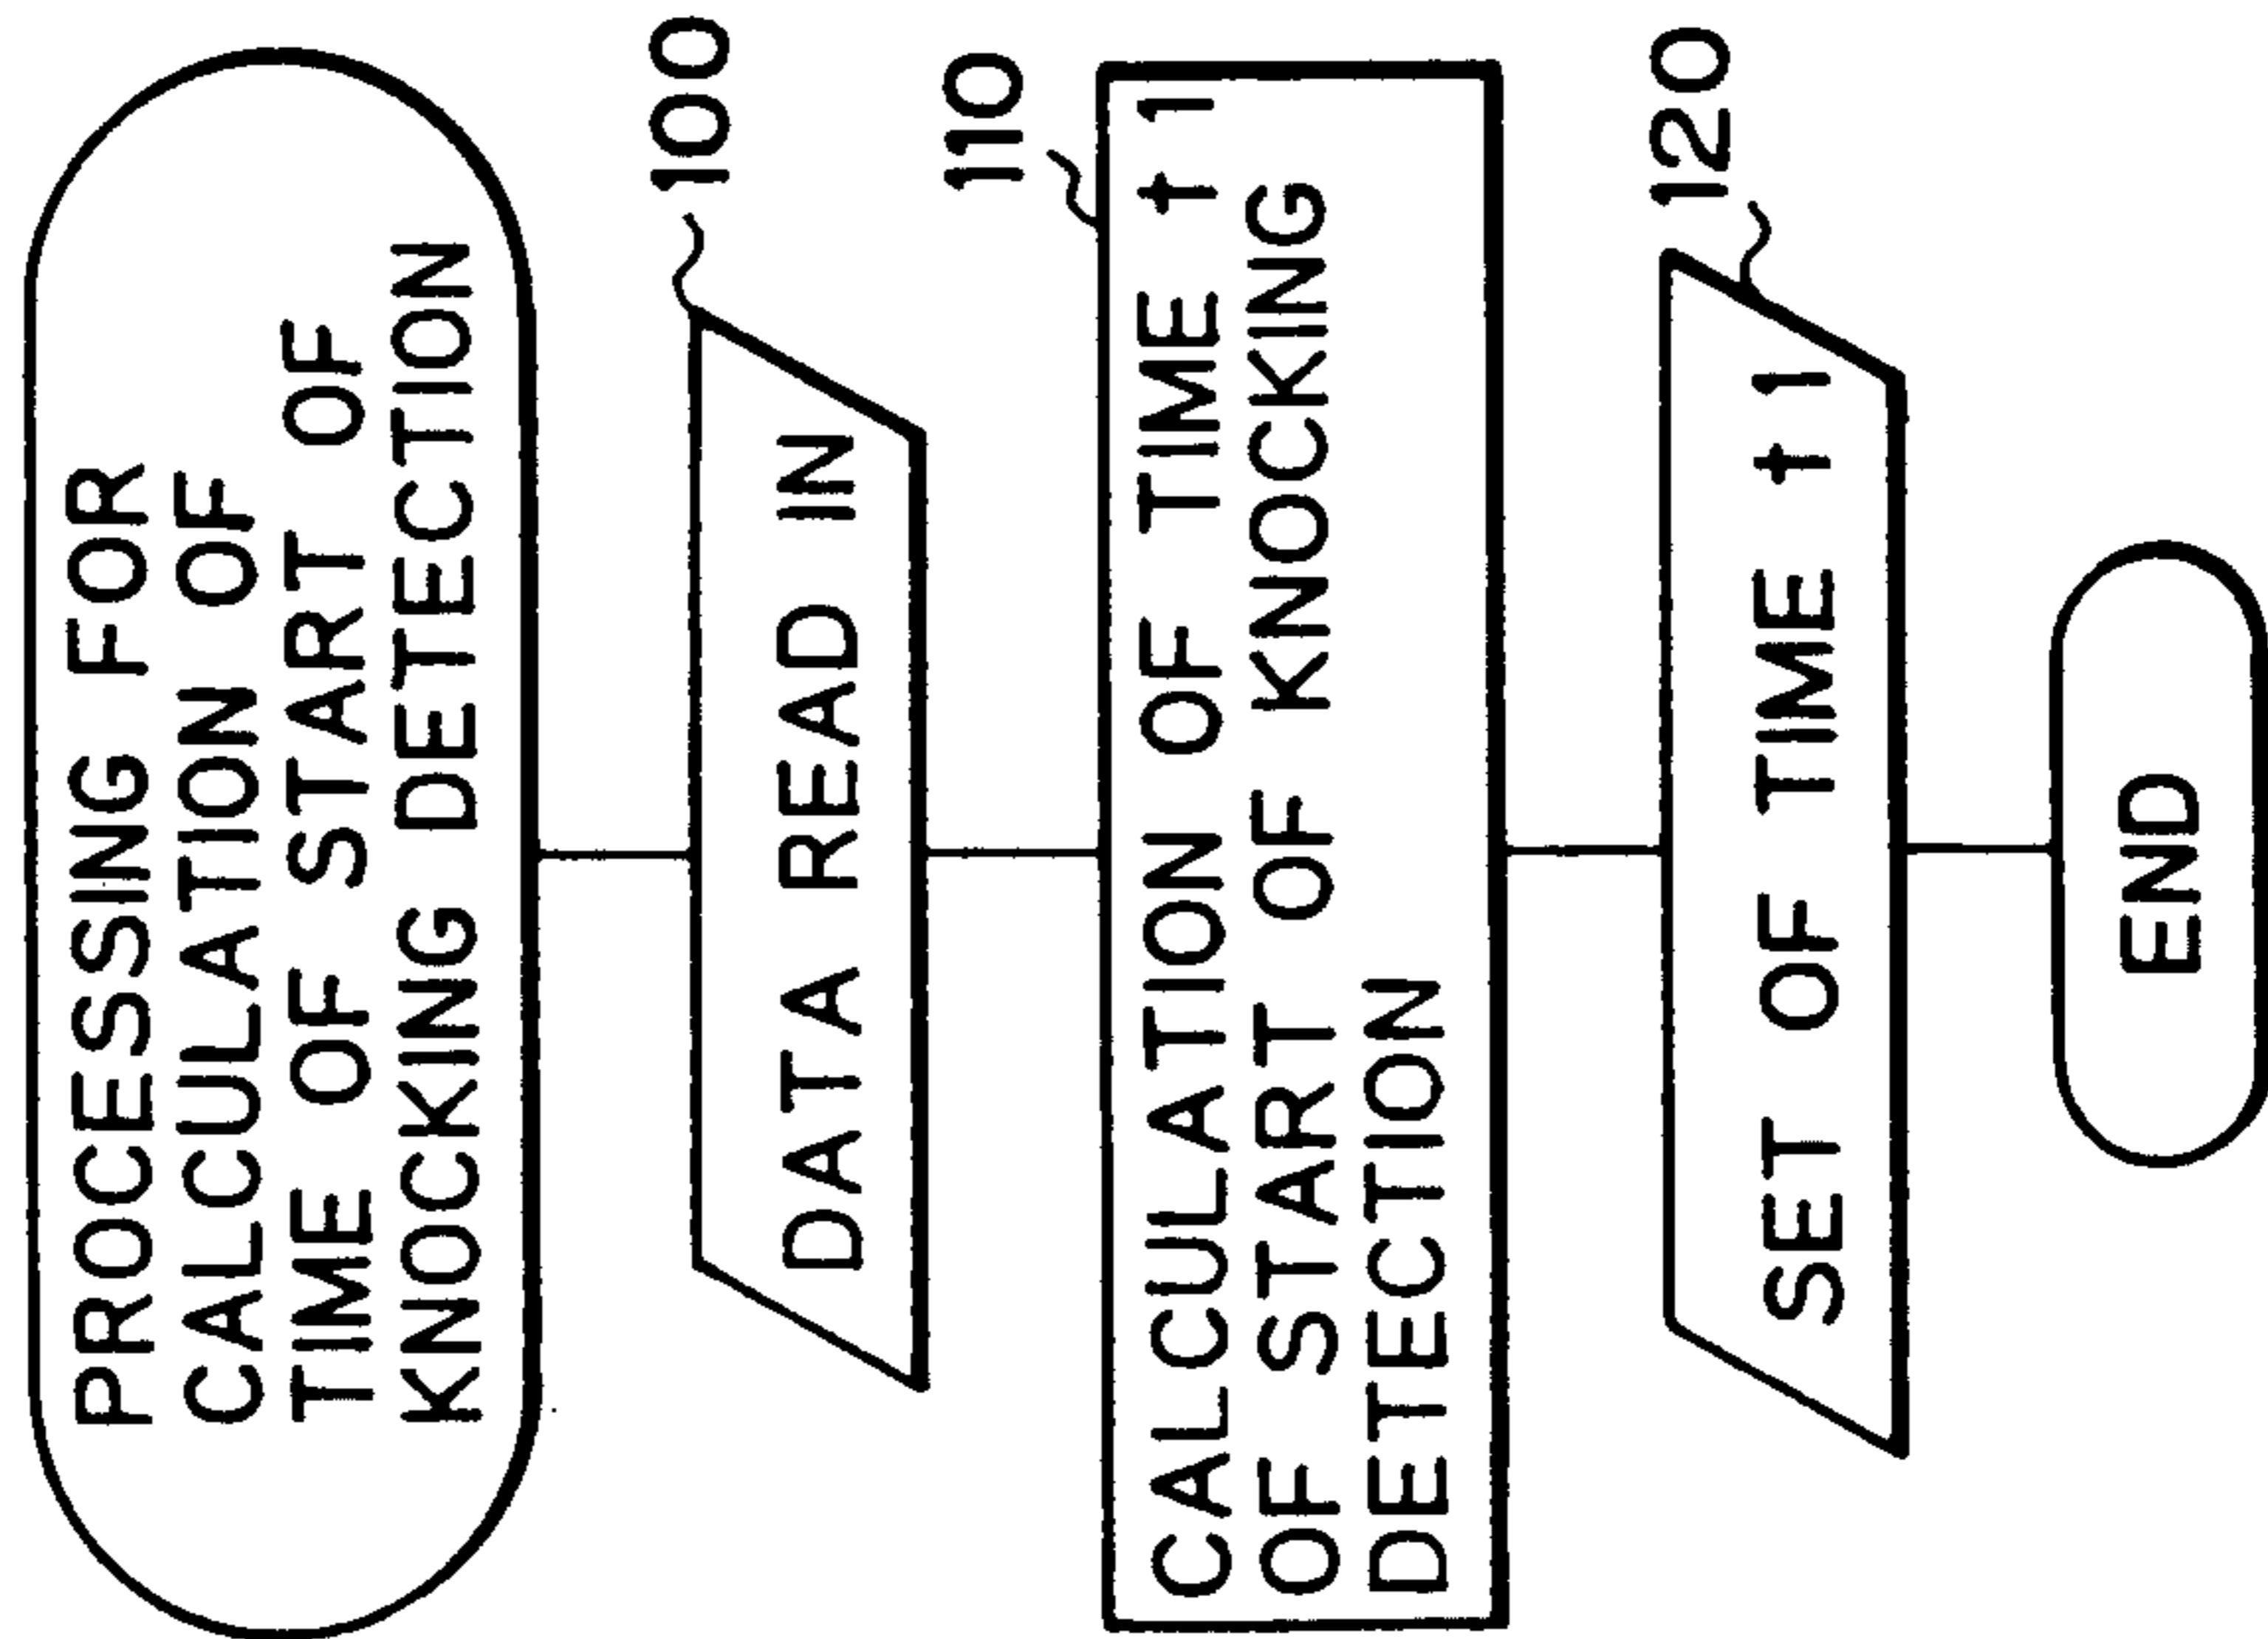 PROCESSING FOR
CALCULATION OF
TIME OF START OF
KNOCKING DETECTION
100
DATA READ IN
110
CALCULATION OF TIME t1
OF START OF KNOCKING
DETECTION
120
SET OF TIME t1
END